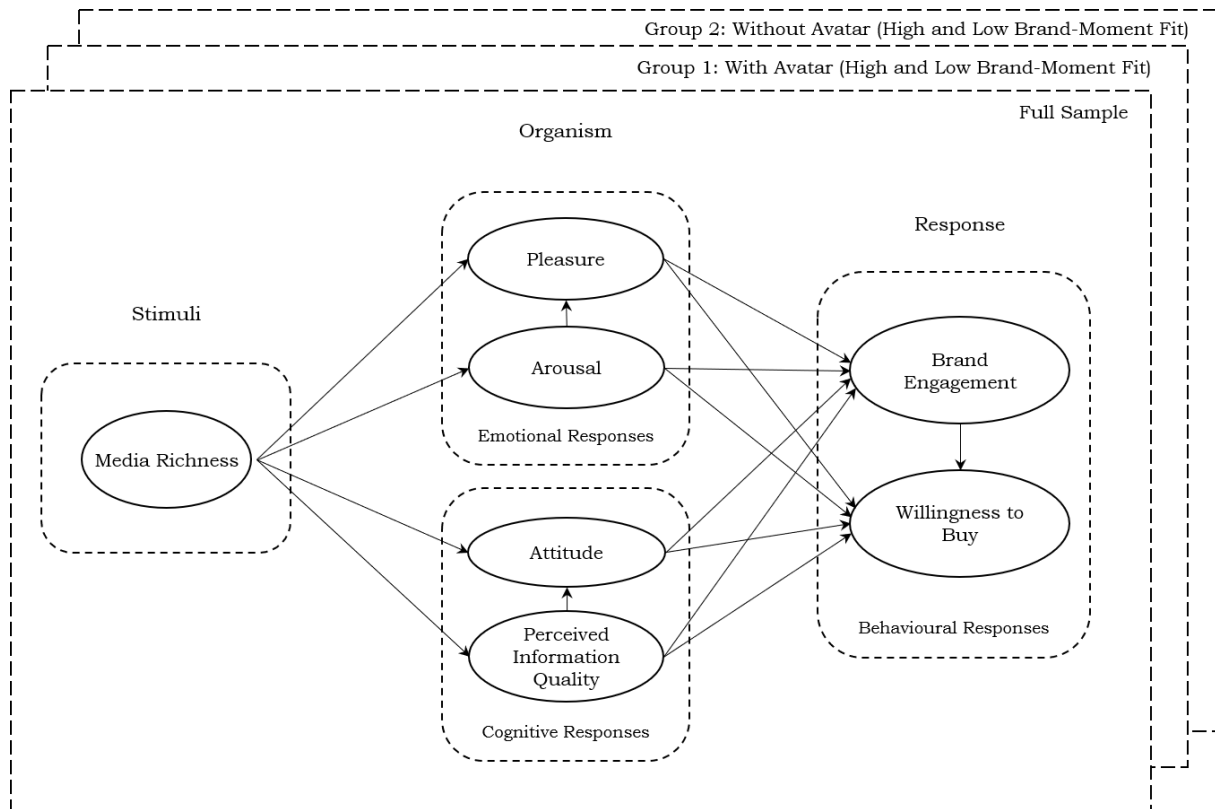 Group 2: Without Avatar (High and Low Brand-Moment Fit)
Group 1: With Avatar (High and Low Brand-Moment Fit)
Full Sample
Organism
Response
Stimuli
Pleasure
Arousal
Emotional Responses
Media Richness
Attitude
Perceived
Information
Quality
Cognitive Responses
Brand
Engagement
Willingness to
Buy
Behavioural Responses